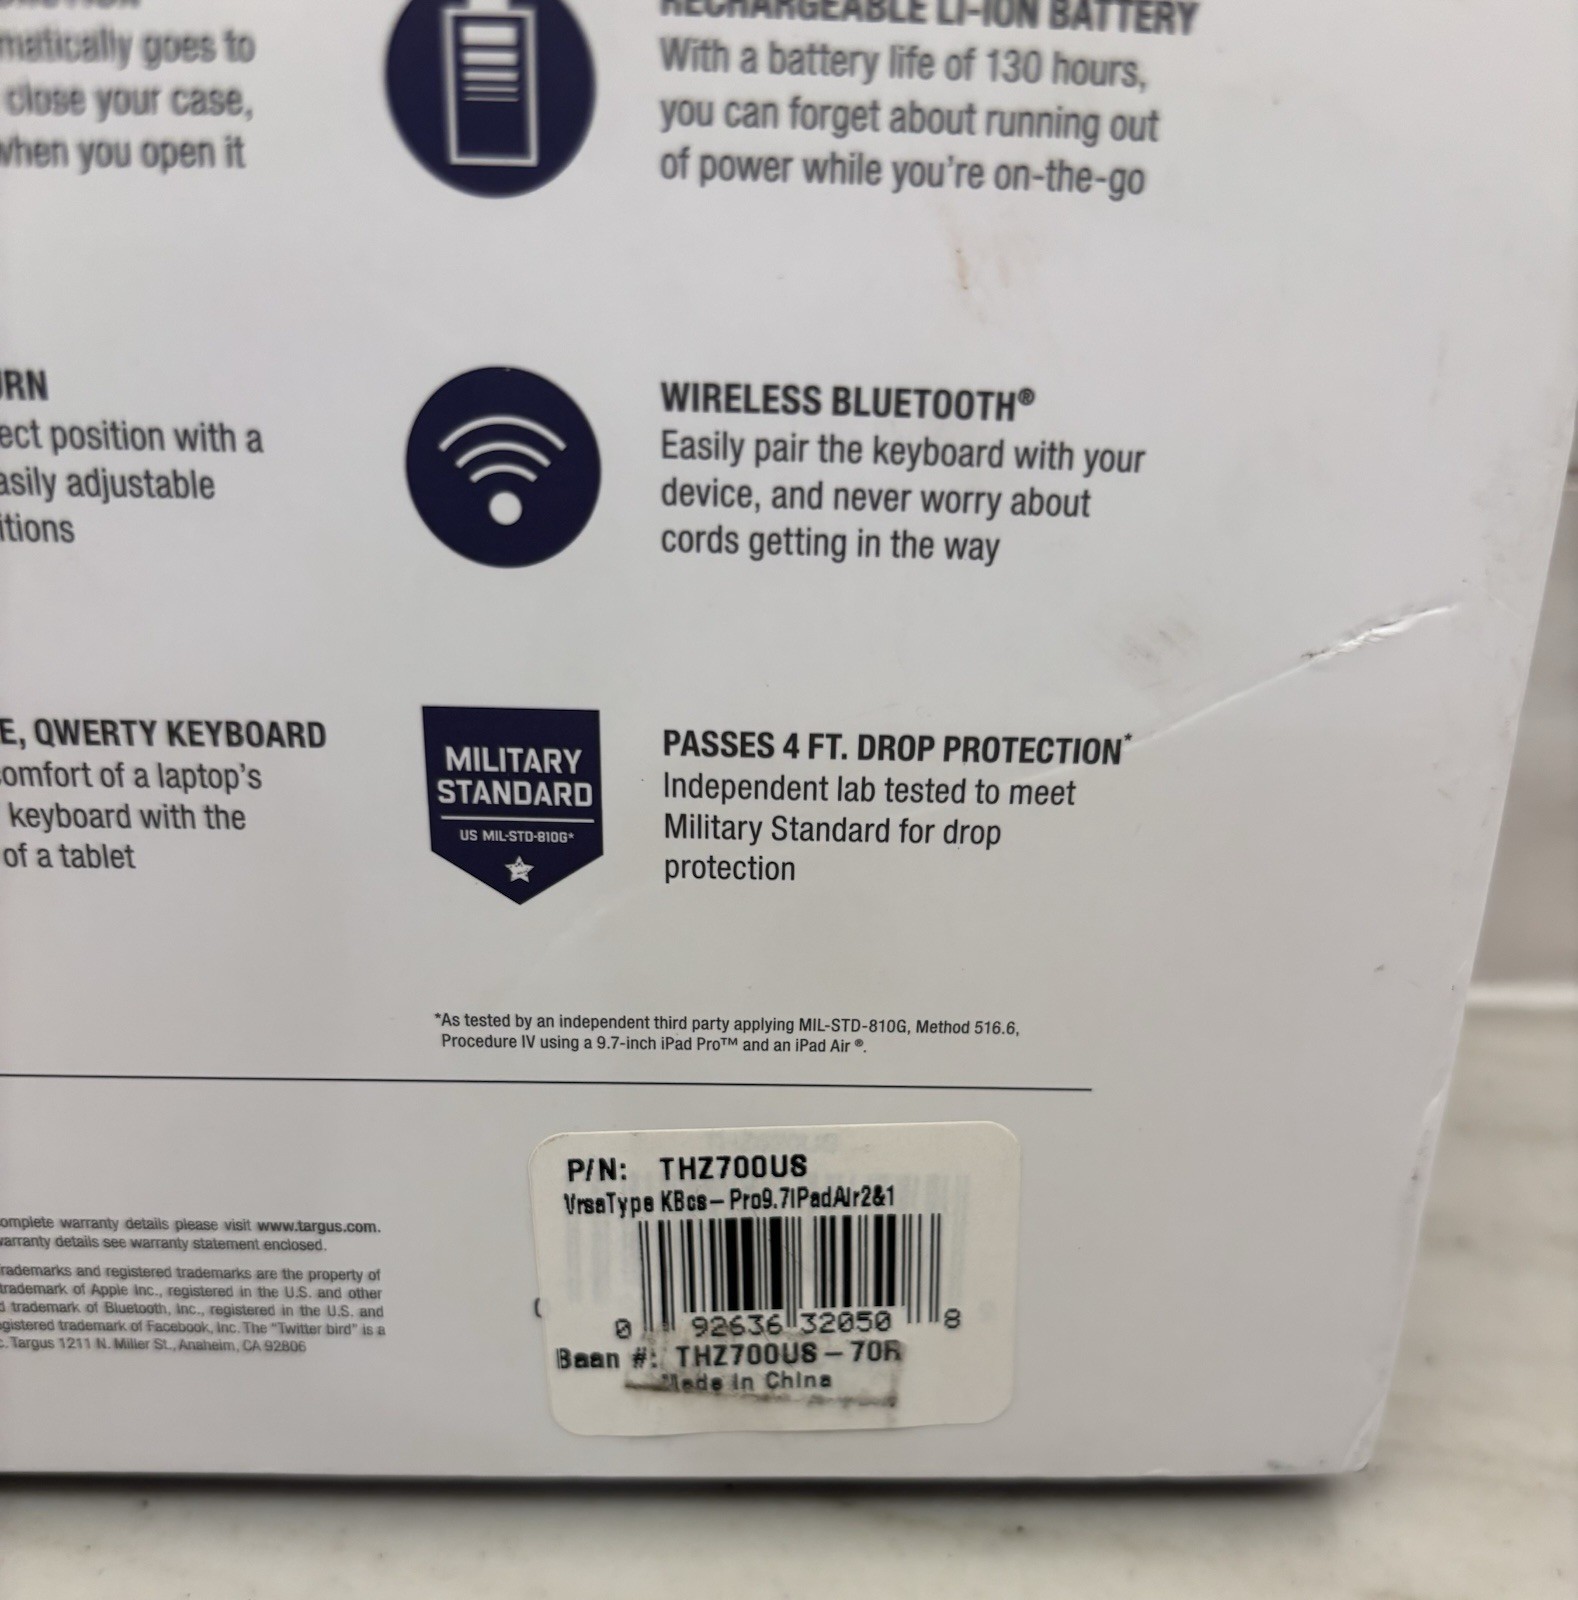 matically goes to
close your case,
when you open it
RECHARGEABLE LI-ION BATTERY
With a battery life of 130 hours,
you can forget about running out
of power while you're on-the-go
URN
ect position with a
asily adjustable
itions
WIRELESS BLUETOOTH®
Easily pair the keyboard with your
device, and never worry about
cords getting in the way
E, QWERTY KEYBOARD
omfort of a laptop's
keyboard with the
of a tablet
MILITARY
STANDARD
US MIL-STD-810G*
PASSES 4 FT. DROP PROTECTION*
Independent lab tested to meet
Military Standard for drop
protection
*As tested by an independent third party applying MIL-STD-810G, Method 516.6,
Procedure IV using a 9.7-inch iPad Pro™ and an iPad Air ®.
omplete warranty details please visit www.targus.com.
warranty details see warranty statement enclosed.
rademarks and registered trademarks are the property of
trademark of Apple Inc., registered in the U.S. and other
d trademark of Bluetooth, Inc., registered in the U.S. and
gistered trademark of Facebook, Inc. The "Twitter bird" is a
c. Targus 1211 N. Miller St., Anaheim, CA 92806
P/N: THZ700US
VrsaType KBcs-Pro9.7IPadAir2&1
0 92636 32050 8
Baan #: THZ700US-70R
Made in China